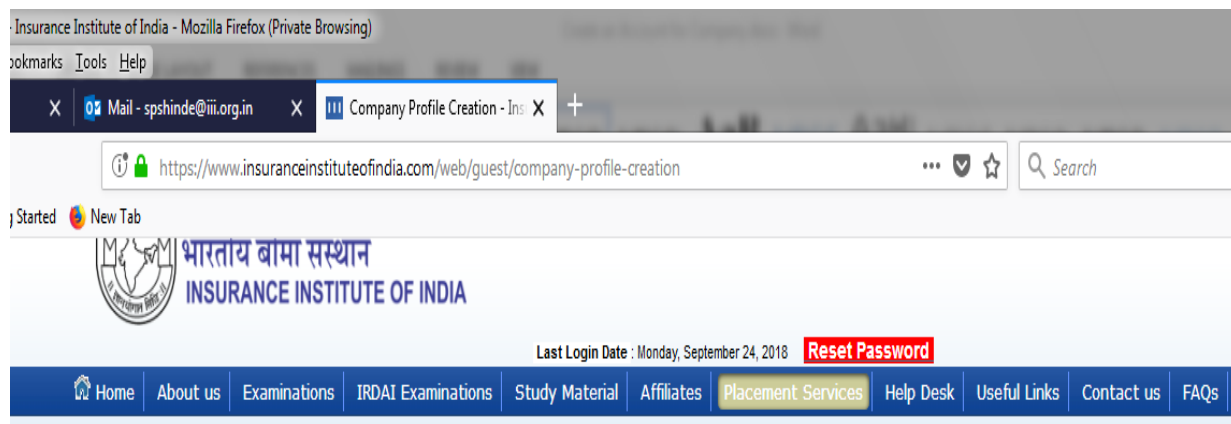 - Insurance Institute of India - Mozilla Firefox (Private Browsing)
ookmarks Tools Help
Mail - spshinde@iii.org.in Company Profile Creation - Ins
https://www.insuranceinstituteofindia.com/web/guest/company-profile-creation Search
g Started New Tab
भारतीय बीमा संस्थान
INSURANCE INSTITUTE OF INDIA
Last Login Date : Monday, September 24, 2018 Reset Password
Home About us Examinations IRDAI Examinations Study Material Affiliates Placement Services Help Desk Useful Links Contact us FAQs